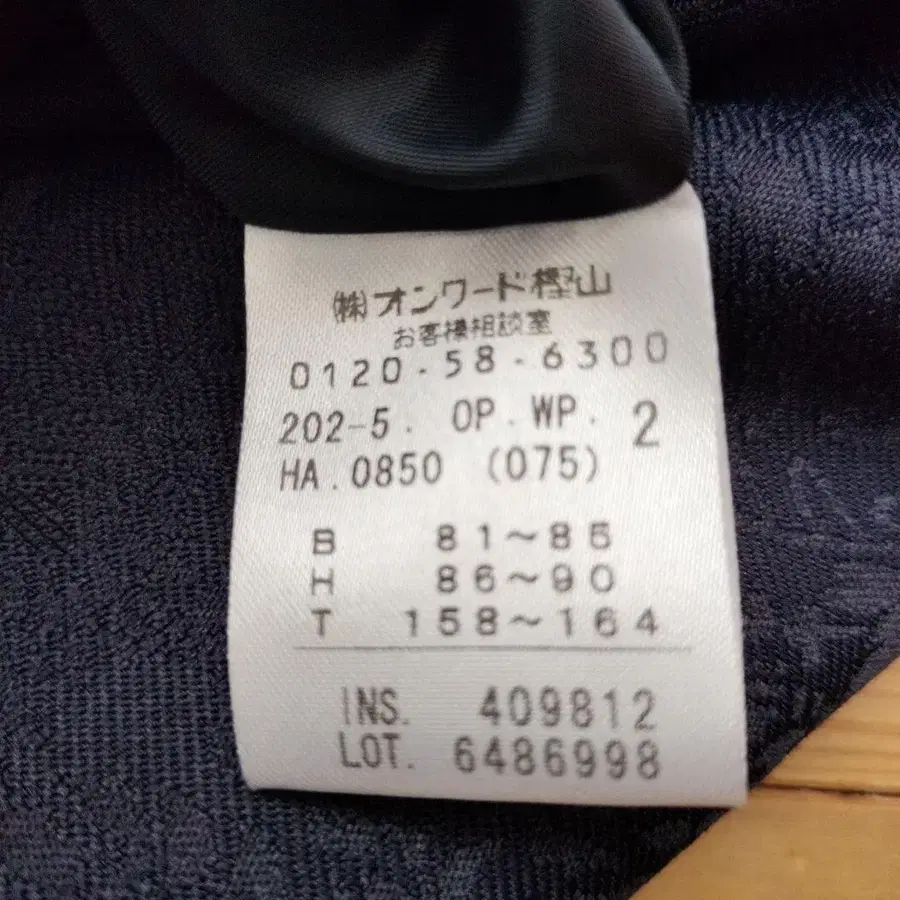 ㈱オンワード樫山
お客様相談室
0120-58-6300
202-5. OP. WP. 2
HA.0850 (075)
B 81~85
H 86~90
T 158~164
INS. 409812
LOT. 6486998